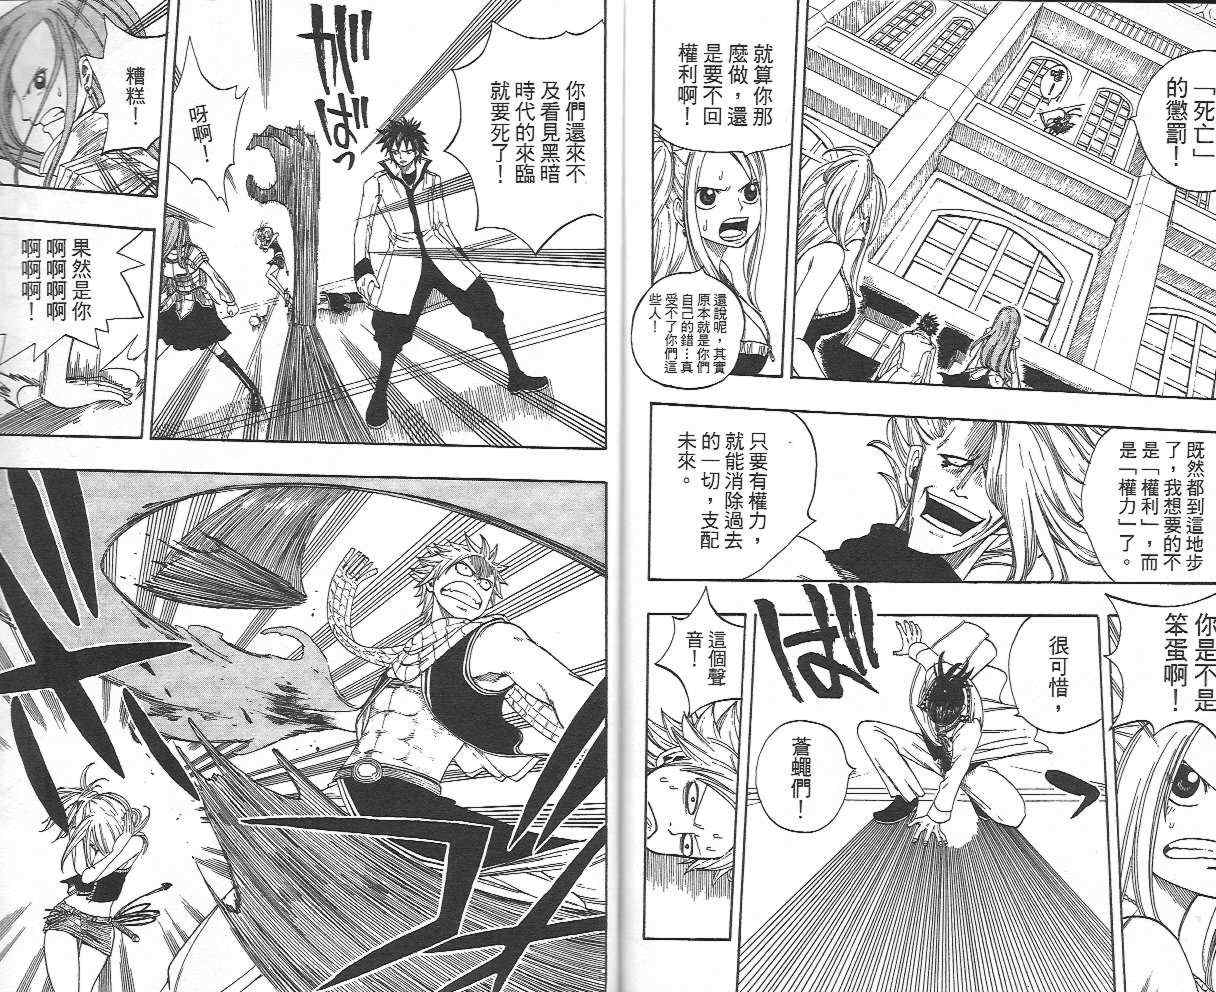 「死亡」
的懲罰！
咯！
就算你那
麼做，還
是要不回
權利啊！
還說呢，其實
原本就是你們
自己的錯…真
受不了你們這
些人！
既然都到這地步
了，我想要的不
是「權利」，而
是「權力」了。
只要有權力，
就能消除過去
的一切，支配
未來。
你是不是
笨蛋啊！
很可惜，
ば
蒼蠅們！
這個聲
音！
你們還來不
及看見黑暗
時代的來臨
就要死了！
ばっ
呀啊！
糟糕！
果然是你
啊啊啊啊
啊啊啊！